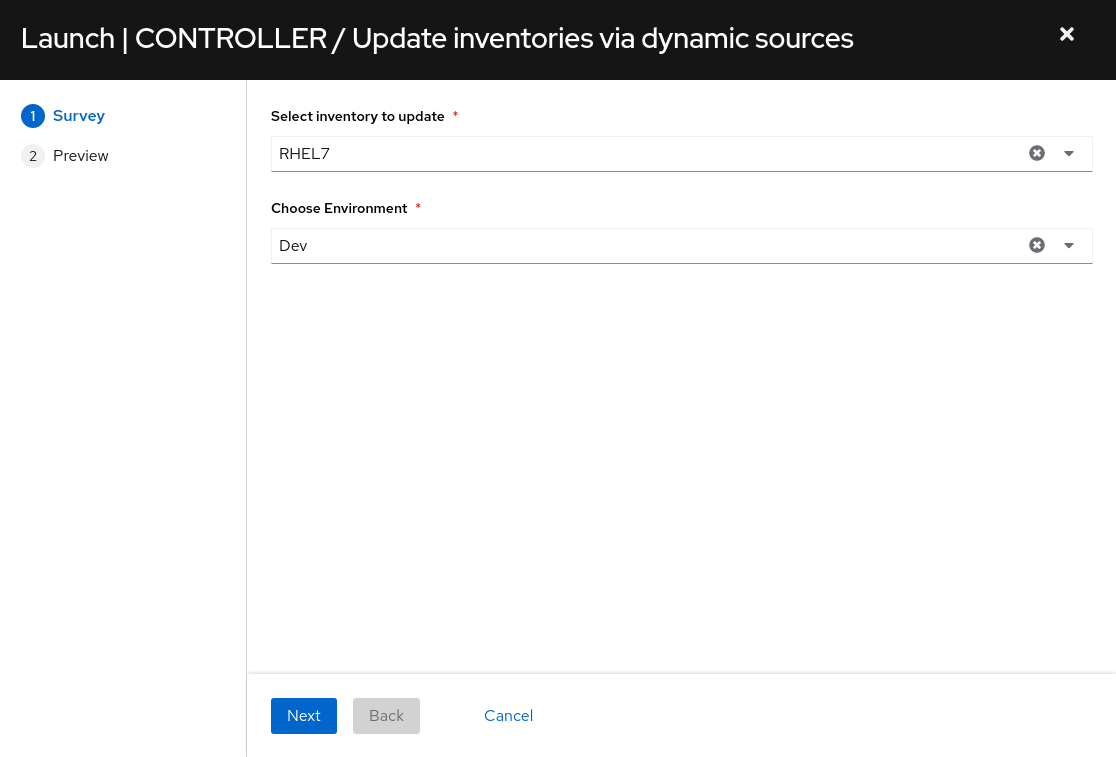 Launch | CONTROLLER / Update inventories via dynamic sources
1 Survey
2 Preview
Select inventory to update *
RHEL7
Choose Environment *
Dev
Next Back Cancel